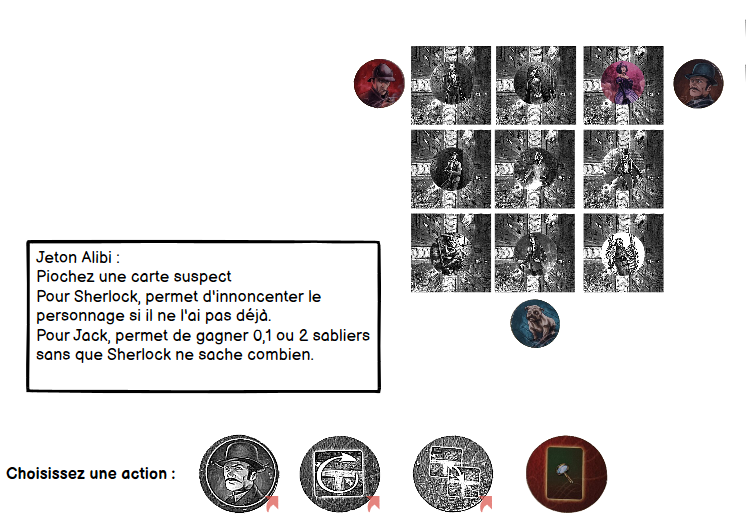 Jeton Alibi :
Piochez une carte suspect
Pour Sherlock, permet d'innoncenter le
personnage si il ne l'ai pas déjà.
Pour Jack, permet de gagner 0,1 ou 2 sabliers
sans que Sherlock ne sache combien.
Choisissez une action :